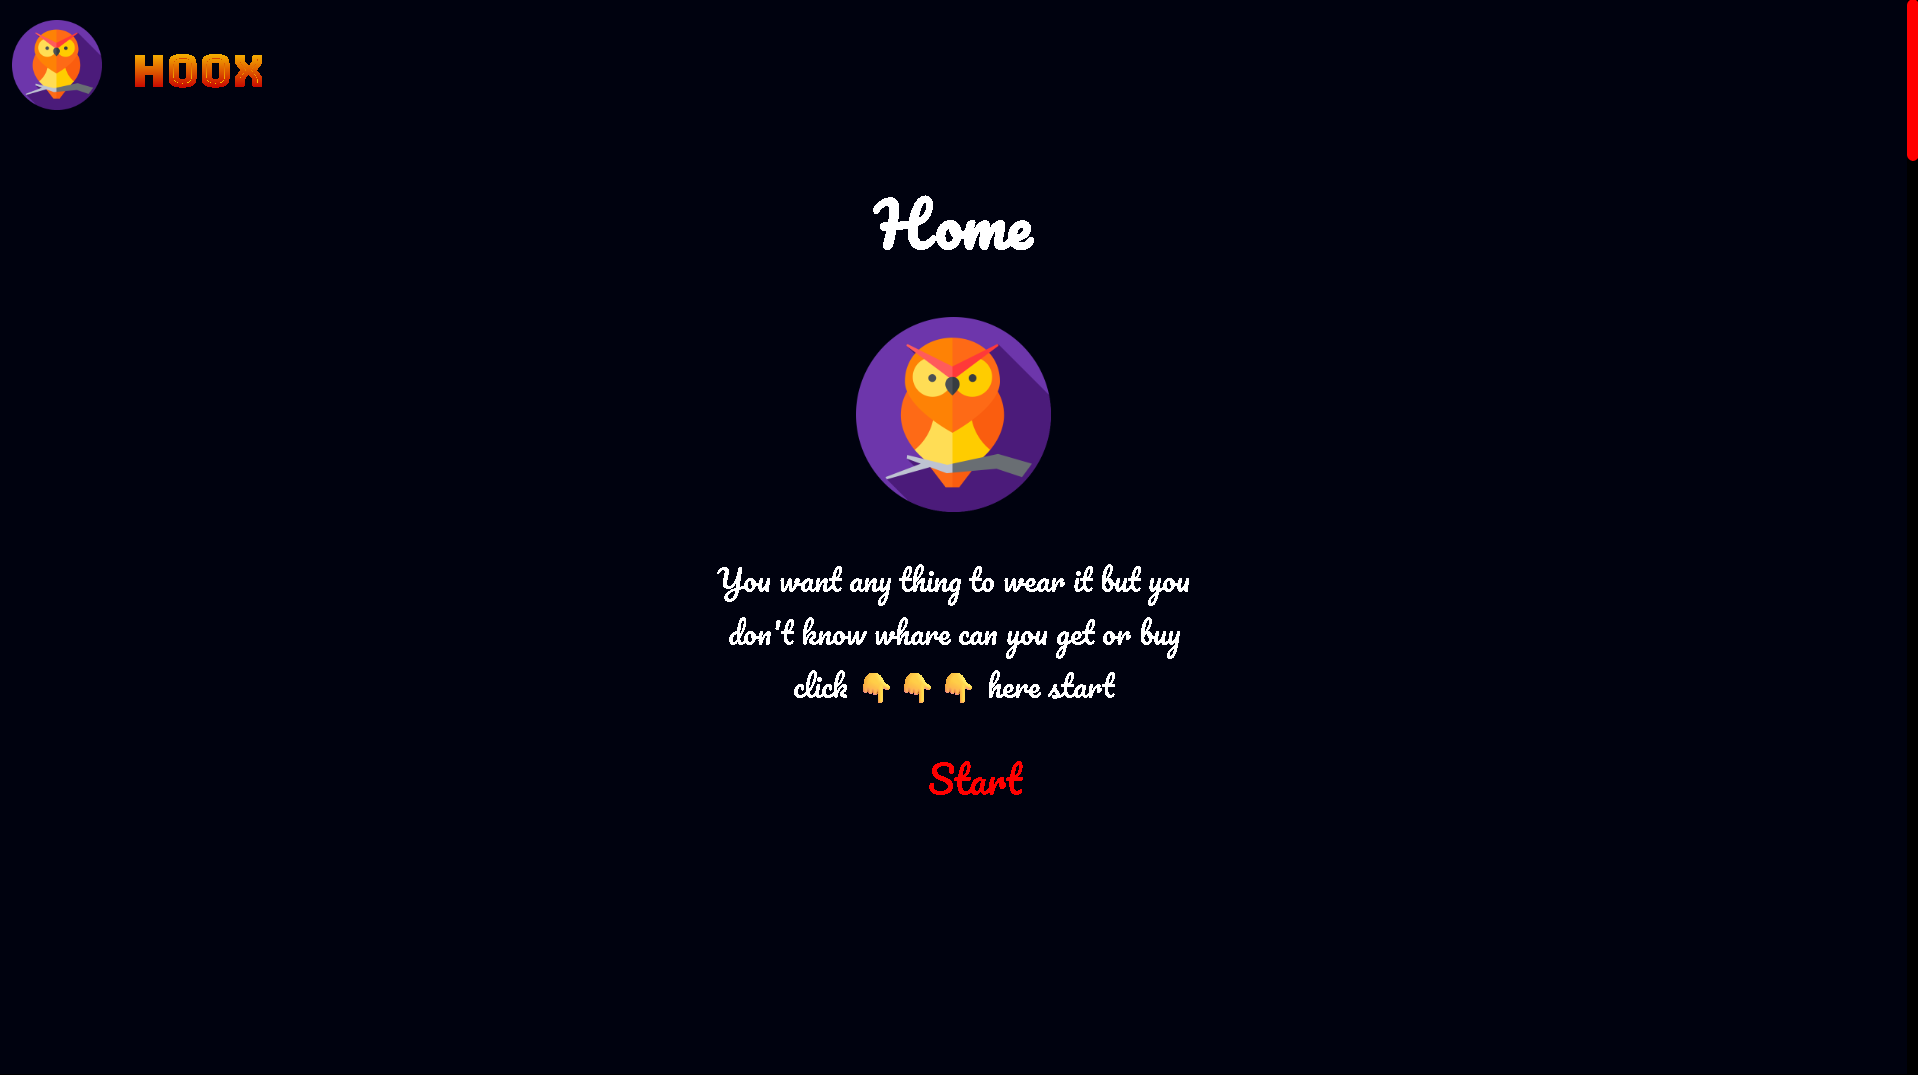 HOOX
Home
You want any thing to wear it but you
don't know whare can you get or buy
click 👇👇👇 here start
Start